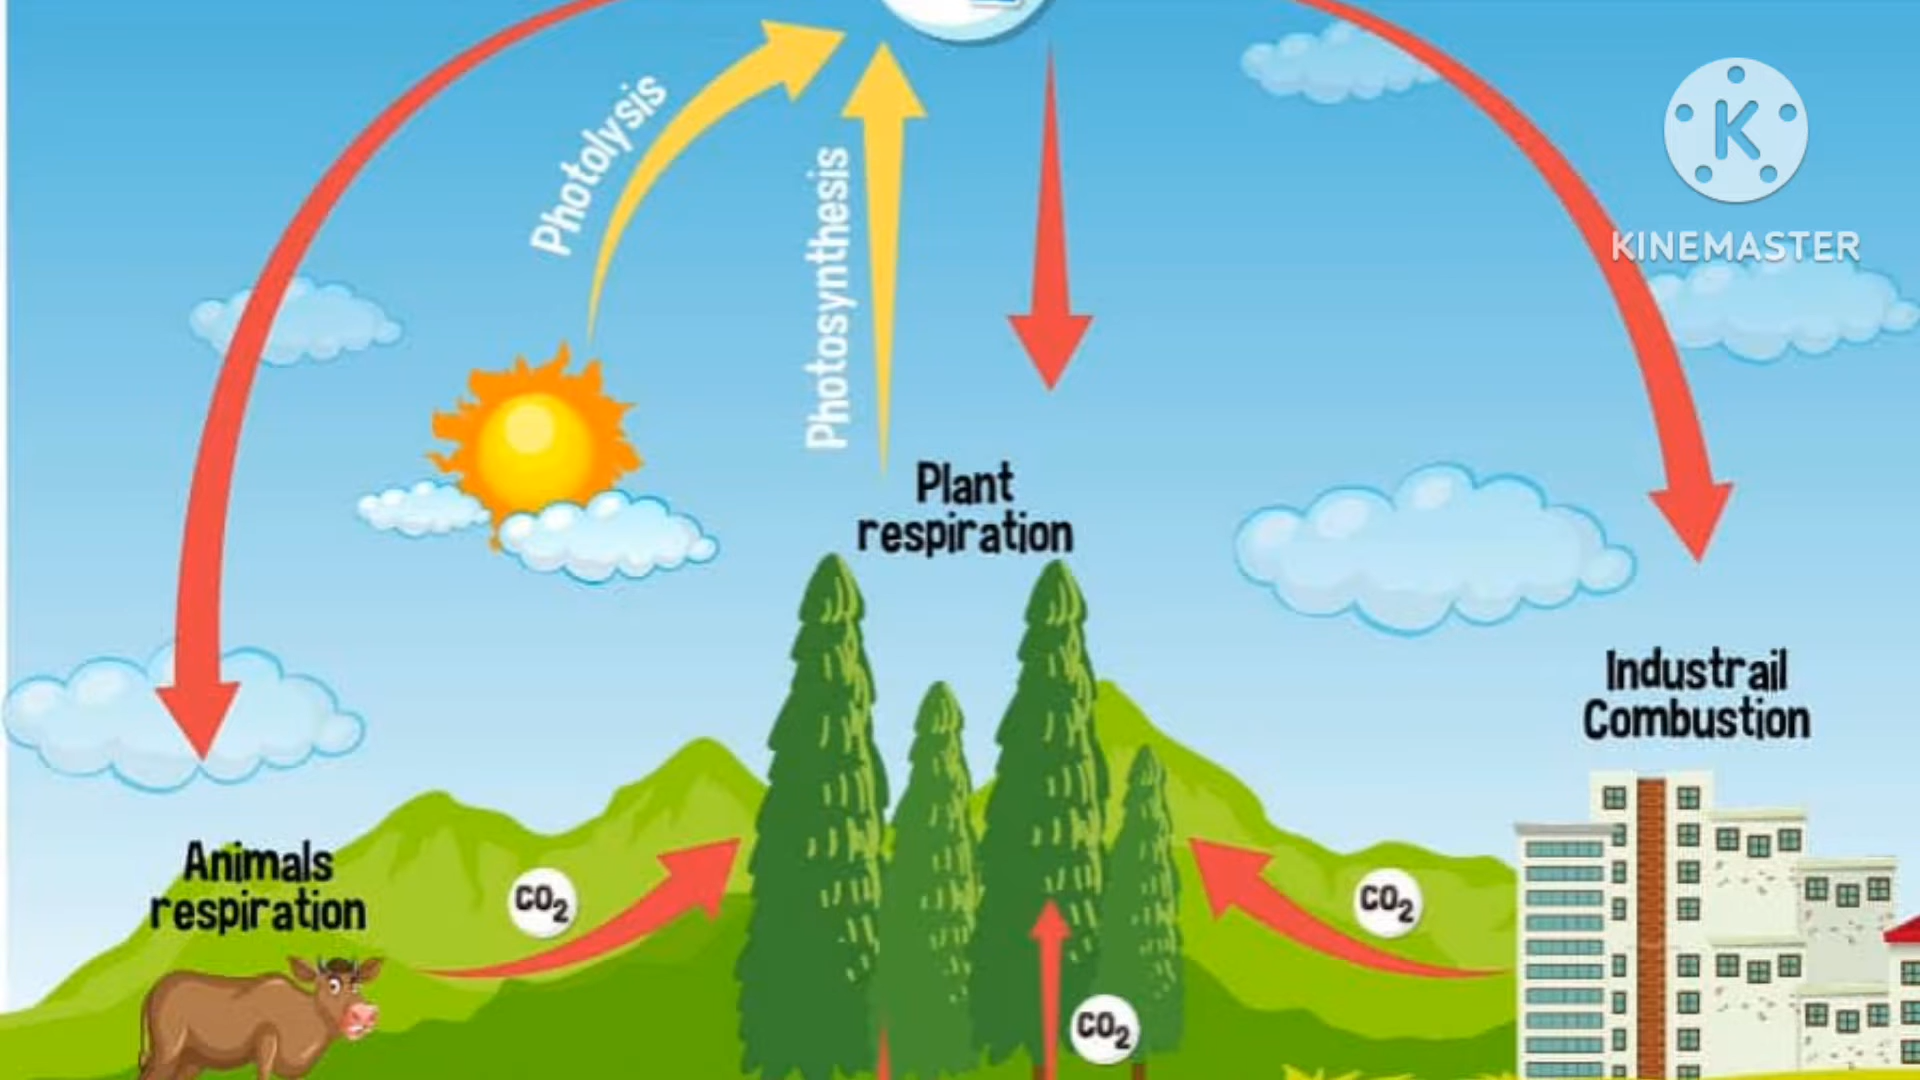 Photolysis
Photosynthesis
K
KINEMASTER
Plant
respiration
Industrail
Combustion
Animals
respiration
CO₂
CO₂
CO₂